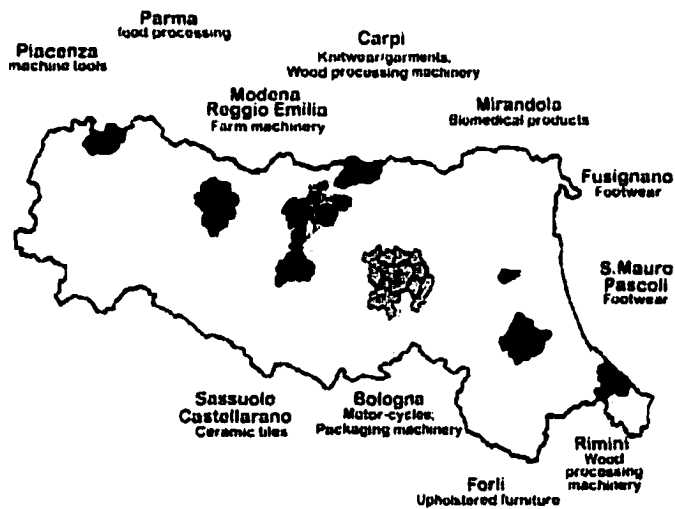 Parma
food processing
Piacenza
machine tools
Carpi
Knitwear/garments,
Wood processing machinery
Modena
Reggio Emilia
Farm machinery
Mirandola
Biomedical products
Fusignano
Footwear
S.Mauro
Pascoli
Footwear
Sassuolo
Castellarano
Ceramic tiles
Bologna
Motor-cycles;
Packaging machinery
Rimini
Wood
processing
machinery
Forli
Upholstered furniture